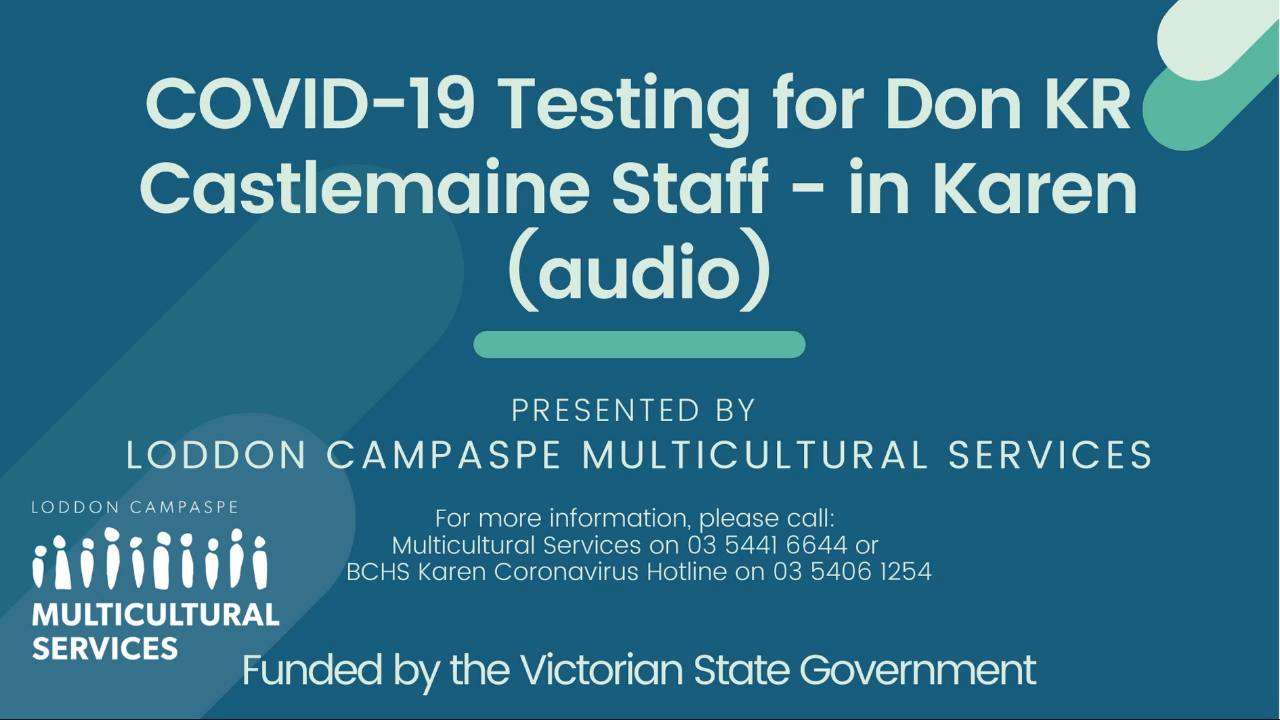 COVID-19 Testing for Don KR
Castlemaine Staff - in Karen
(audio)
PRESENTED BY
LODDON CAMPASPE MULTICULTURAL SERVICES
For more information, please call:
Multicultural Services on 03 5441 6644 or
BCHS Karen Coronavirus Hotline on 03 5406 1254
LODDON CAMPASPE
MULTICULTURAL
SERVICES
Funded by the Victorian State Government